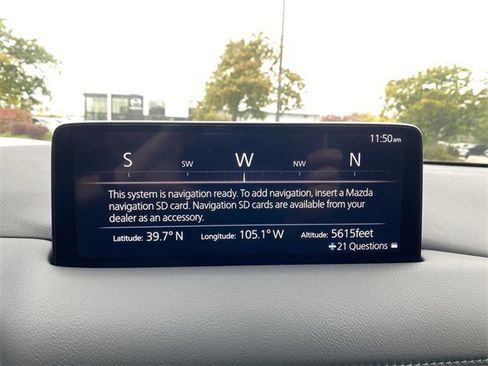 11:50am
S SW W NW N
This system is navigation ready. To add navigation, insert a Mazda
navigation SD card. Navigation SD cards are available from your
dealer as an accessory.
Latitude: 39.7° N Longitude: 105.1° W Altitude: 5615feet
21 Questions